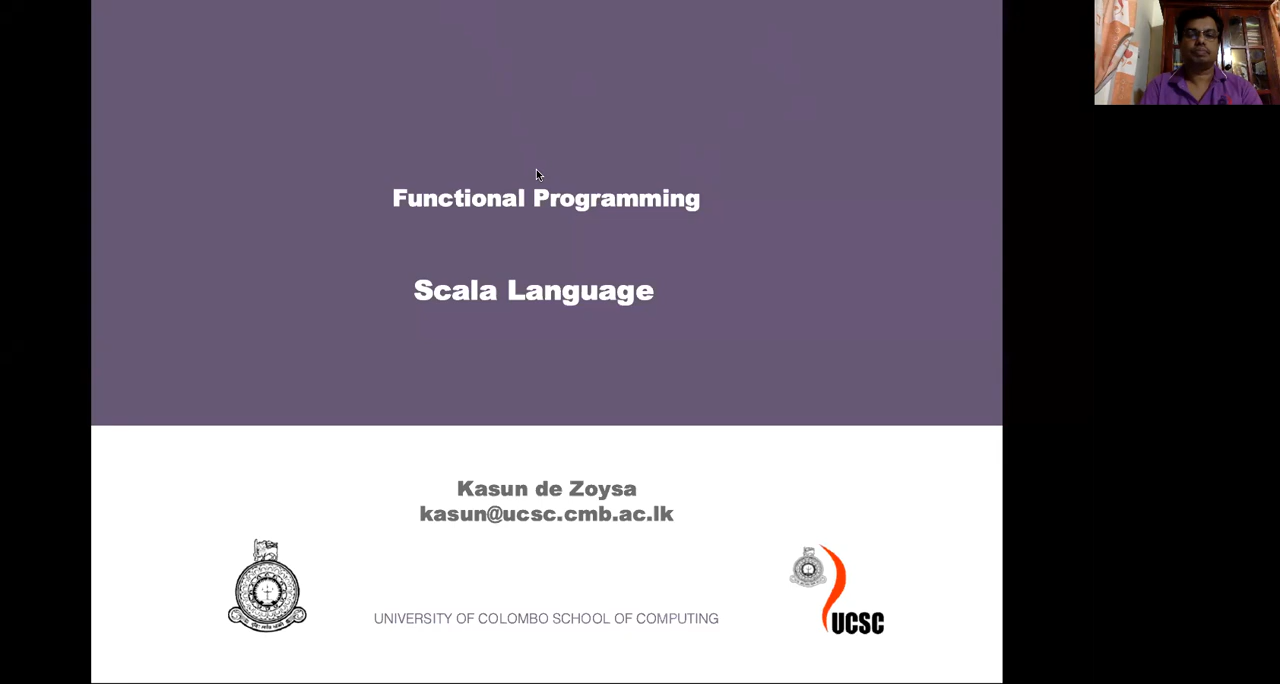 Functional Programming
Scala Language
Kasun de Zoysa
kasun@ucsc.cmb.ac.lk
UNIVERSITY OF COLOMBO SCHOOL OF COMPUTING
UCSC